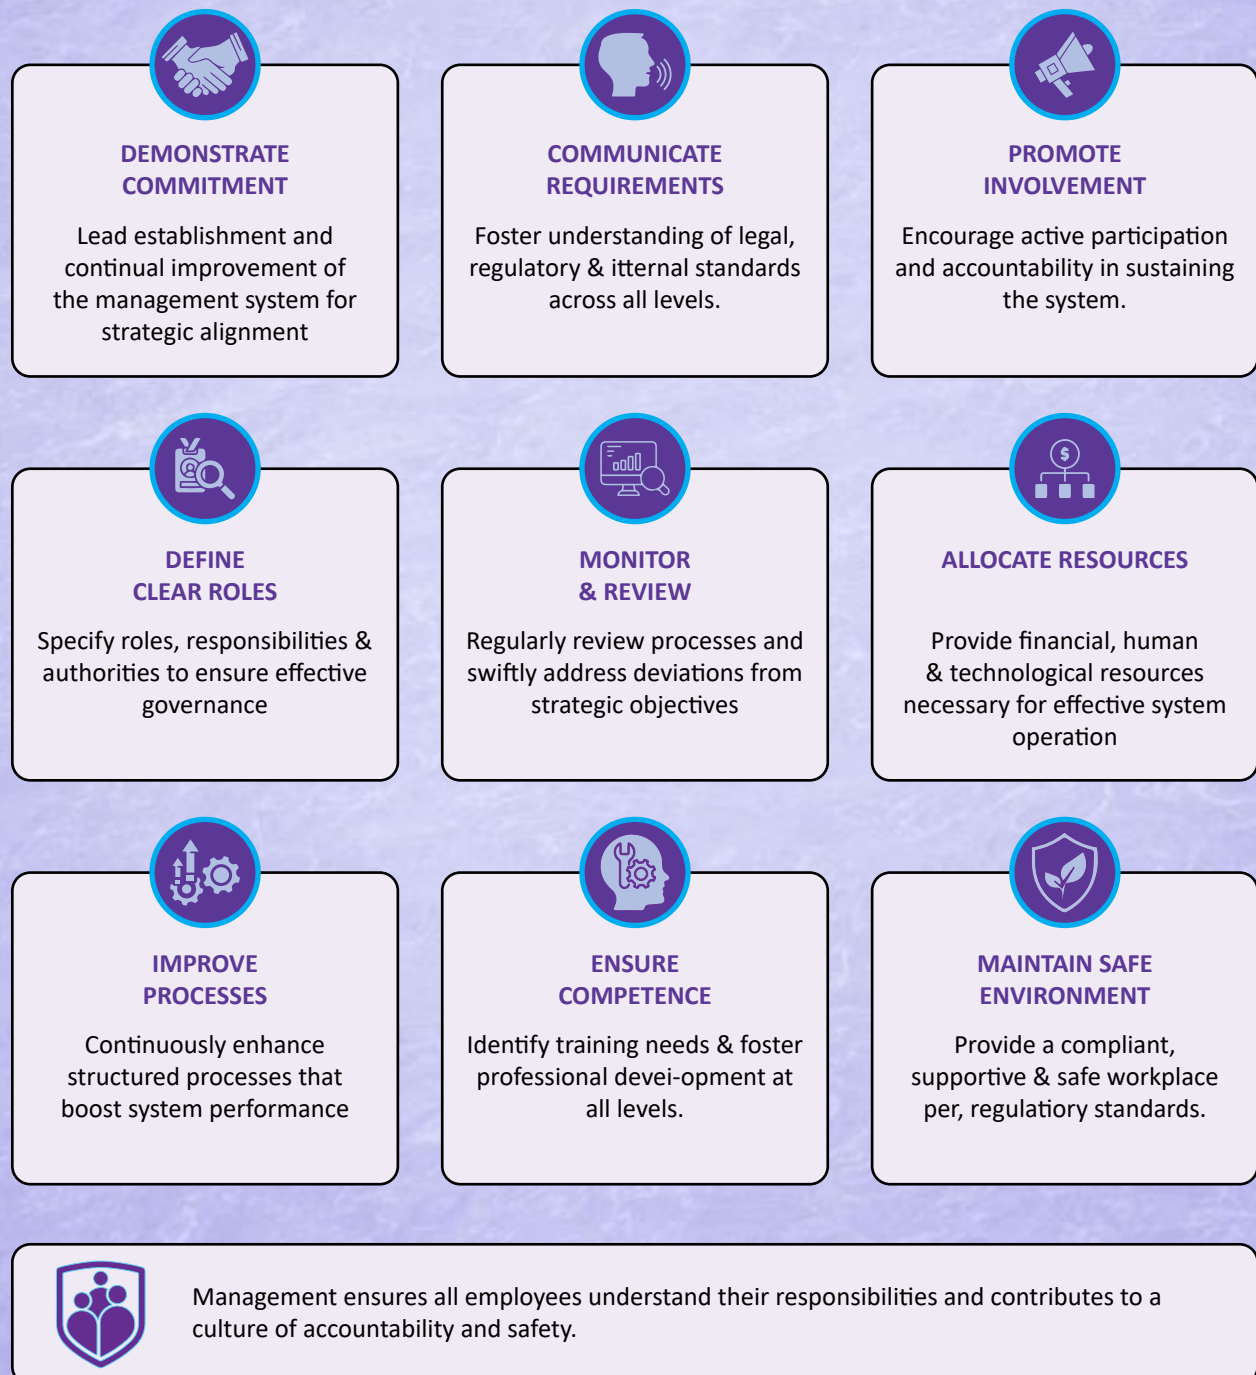 DEMONSTRATE
COMMITMENT
Lead establishment and
continual improvement of
the management system for
strategic alignment
COMMUNICATE
REQUIREMENTS
Foster understanding of legal,
regulatory & itternal standards
across all levels.
PROMOTE
INVOLVEMENT
Encourage active participation
and accountability in sustaining
the system.
DEFINE
CLEAR ROLES
Specify roles, responsibilities &
authorities to ensure effective
governance
MONITOR
& REVIEW
Regularly review processes and
swiftly address deviations from
strategic objectives
$
ALLOCATE RESOURCES
Provide financial, human
& technological resources
necessary for effective system
operation
IMPROVE
PROCESSES
Continuously enhance
structured processes that
boost system performance
ENSURE
COMPETENCE
Identify training needs & foster
professional devei-opment at
all levels.
MAINTAIN SAFE
ENVIRONMENT
Provide a compliant,
supportive & safe workplace
per, regulatiory standards.
Management ensures all employees understand their responsibilities and contributes to a
culture of accountability and safety.